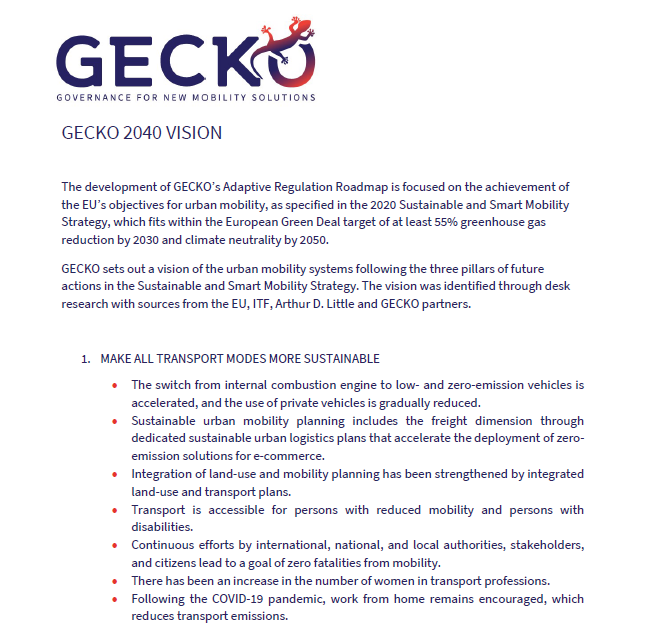 GECKO
GOVERNANCE FOR NEW MOBILITY SOLUTIONS
GECKO 2040 VISION
The development of GECKO's Adaptive Regulation Roadmap is focused on the achievement of
the EU's objectives for urban mobility, as specified in the 2020 Sustainable and Smart Mobility
Strategy, which fits within the European Green Deal target of at least 55% greenhouse gas
reduction by 2030 and climate neutrality by 2050.
GECKO sets out a vision of the urban mobility systems following the three pillars of future
actions in the Sustainable and Smart Mobility Strategy. The vision was identified through desk
research with sources from the EU, ITF, Arthur D. Little and GECKO partners.
1. MAKE ALL TRANSPORT MODES MORE SUSTAINABLE
• The switch from internal combustion engine to low- and zero-emission vehicles is
accelerated, and the use of private vehicles is gradually reduced.
• Sustainable urban mobility planning includes the freight dimension through
dedicated sustainable urban logistics plans that accelerate the deployment of zero-
emission solutions for e-commerce.
• Integration of land-use and mobility planning has been strengthened by integrated
land-use and transport plans.
• Transport is accessible for persons with reduced mobility and persons with
disabilities.
• Continuous efforts by international, national, and local authorities, stakeholders,
and citizens lead to a goal of zero fatalities from mobility.
• There has been an increase in the number of women in transport professions.
• Following the COVID-19 pandemic, work from home remains encouraged, which
reduces transport emissions.